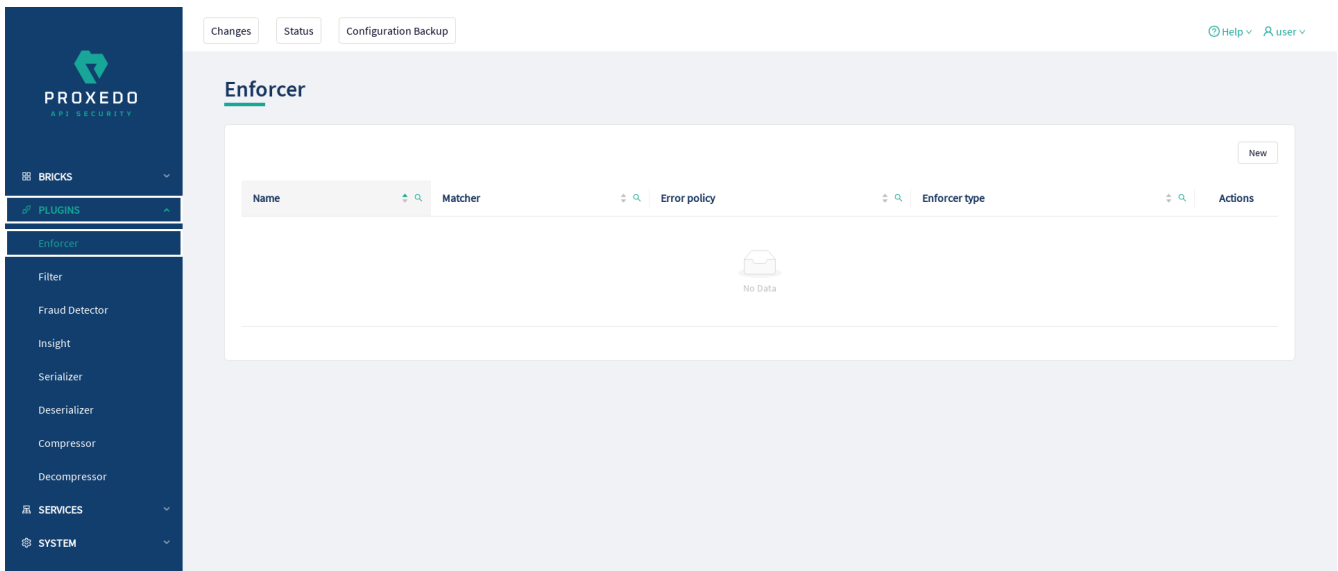 Changes Status Configuration Backup Help user
PROXEDO
API SECURITY
BRICKS
PLUGINS
Enforcer
Filter
Fraud Detector
Insight
Serializer
Deserializer
Compressor
Decompressor
SERVICES
SYSTEM
Enforcer
New
Name Matcher Error policy Enforcer type Actions
No Data